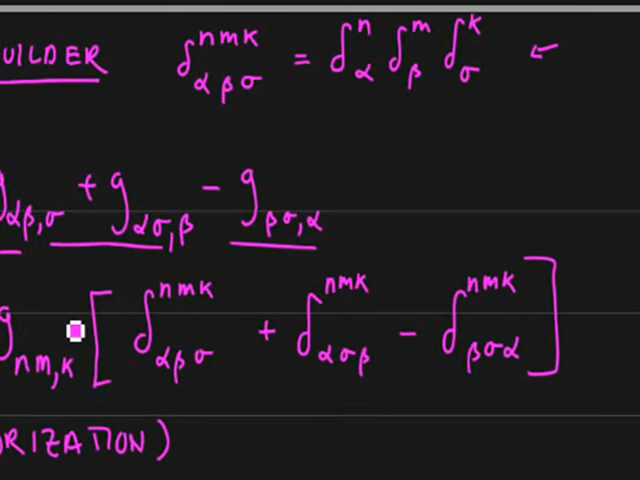 UILDER δ^{nmk}_{αβσ} = δ^n_α δ^m_β δ^k_σ ←
g_{αβ,σ} + g_{ασ,β} - g_{βσ,α}
g_{nm,k} [ δ^{nmk}_{αβσ} + δ^{nmk}_{ασβ} - δ^{nmk}_{βσα} ]
ORIZATION)